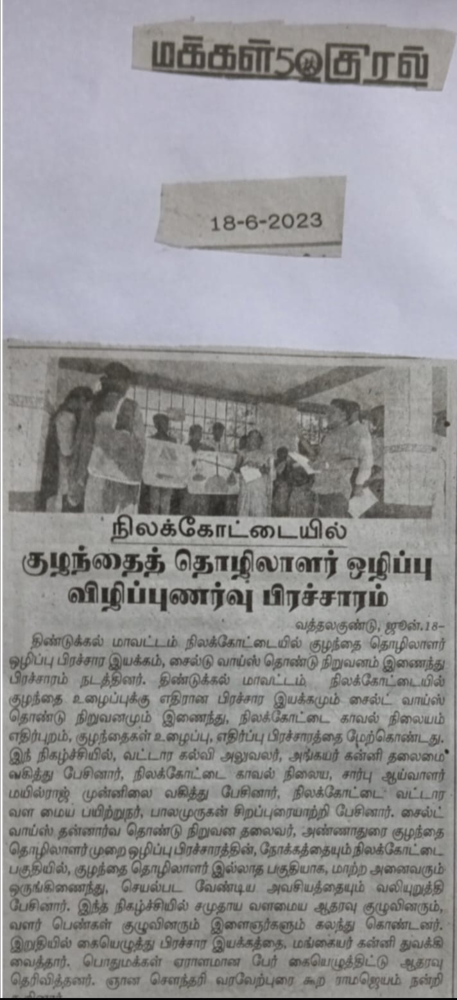 மக்கள் குரல்
18-6-2023
நிலக்கோட்டையில்
குழந்தைத் தொழிலாளர் ஒழிப்பு
விழிப்புணர்வு பிரச்சாரம்
வத்தலகுண்டு, ஜூன்.18-
திண்டுக்கல் மாவட்டம் நிலக்கோட்டையில் குழந்தை தொழிலாளர்
ஒழிப்பு பிரச்சார இயக்கம், சைல்டு வாய்ஸ் தொண்டு நிறுவனம் இணைந்து
பிரச்சாரம் நடத்தினர். திண்டுக்கல் மாவட்டம் நிலக்கோட்டையில்
குழந்தை உழைப்புக்கு எதிரான பிரச்சார இயக்கமும் சைல்ட் வாய்ஸ்
தொண்டு நிறுவனமும் இணைந்து, நிலக்கோட்டை காவல் நிலையம்
எதிர்புறம், குழந்தைகள் உழைப்பு, எதிர்ப்பு பிரச்சாரத்தை மேற்கொண்டது.
இந் நிகழ்ச்சியில், வட்டார கல்வி அலுவலர், அங்கயர் கன்னி தலைமை
வகித்து பேசினார், நிலக்கோட்டை காவல் நிலைய, சார்பு ஆய்வாளர்
மயில்ராஜ் முன்னிலை வகித்து பேசினார், நிலக்கோட்டை வட்டார
வள மைய பயிற்றுநர், பாலமுருகன் சிறப்புரையாற்றி பேசினார். சைல்ட்
வாய்ஸ் தன்னார்வ தொண்டு நிறுவன தலைவர், அண்ணாதுரை குழந்தை
தொழிலாளர் முறை ஒழிப்பு பிரச்சாரத்தின், நோக்கத்தையும் நிலக்கோட்டை
பகுதியில், குழந்தை தொழிலாளர் இல்லாத பகுதியாக, மாற்ற அனைவரும்
ஒருங்கிணைந்து, செயல்பட வேண்டிய அவசியத்தையும் வலியுறுத்தி
பேசினார். இந்த நிகழ்ச்சியில் சமுதாய வளமைய ஆதரவு குழுவினரும்,
வளர் பெண்கள் குழுவினரும் இளைஞர்களும் கலந்து கொண்டனர்.
இறுதியில் கையெழுத்து பிரச்சார இயக்கத்தை, மங்கையர் கன்னி துவக்கி
வைத்தார். பொதுமக்கள் ஏராளமான பேர் கையெழுத்திட்டு ஆதரவு
தெரிவித்தனர். ஞான சௌந்தரி வரவேற்புரை கூற ராமஜெயம் நன்றி